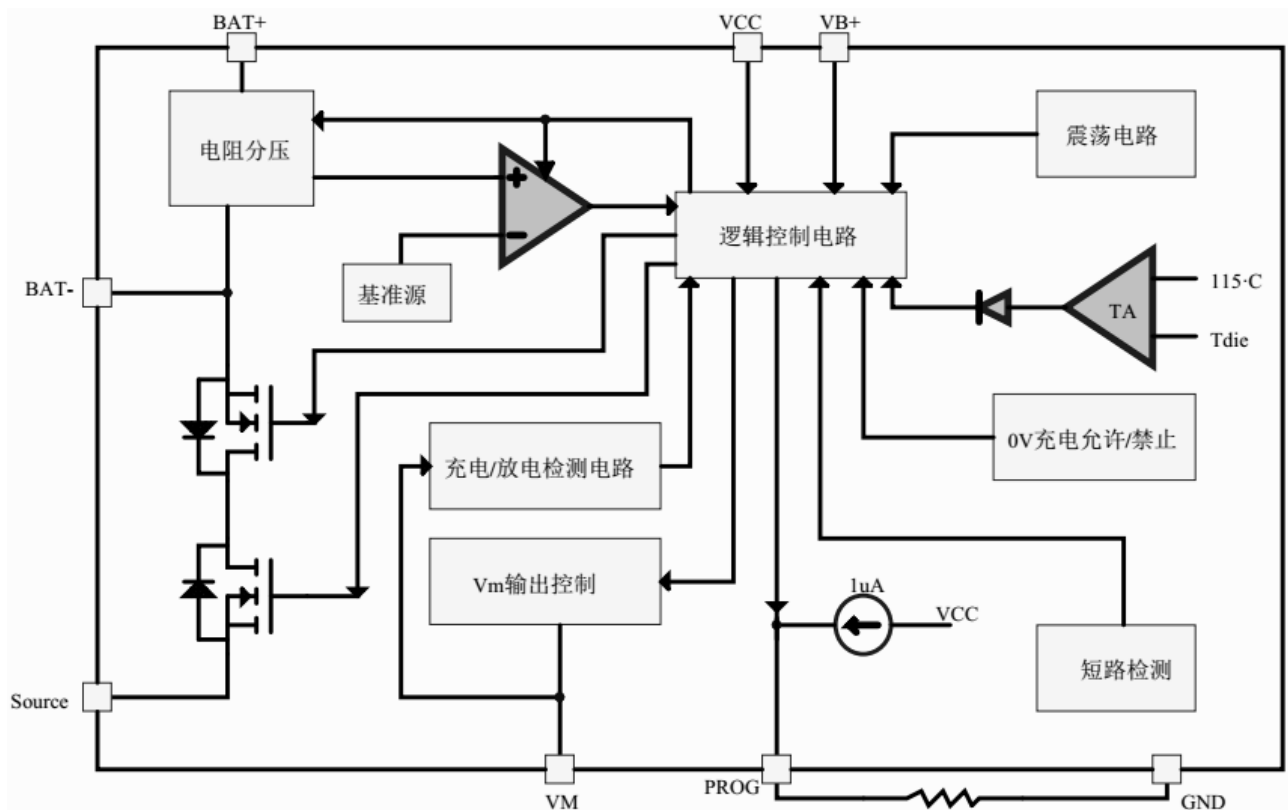 BAT+
VCC
VB+
电阻分压
震荡电路
+
逻辑控制电路
BAT-
基准源
115·C
TA
Tdie
充电/放电检测电路
0V充电允许/禁止
Vm输出控制
1uA
VCC
短路检测
Source
VM
PROG
GND